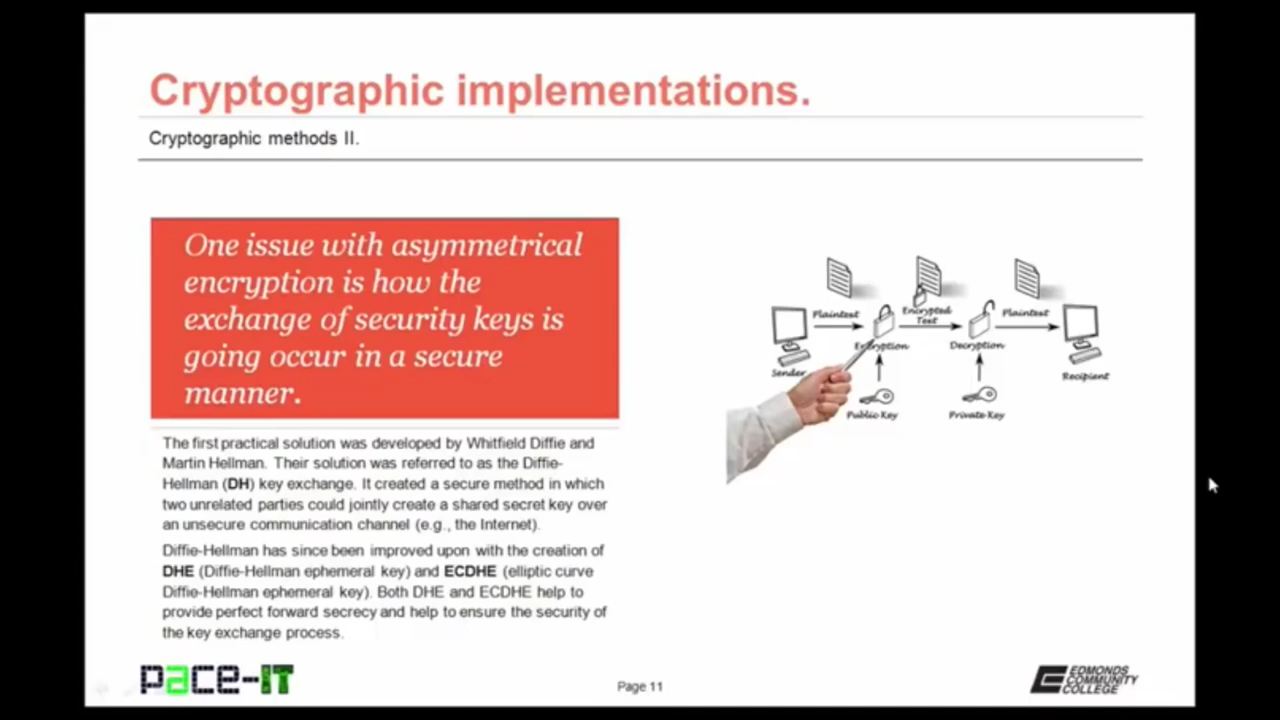 Cryptographic implementations.
Cryptographic methods II.
One issue with asymmetrical
encryption is how the
exchange of security keys is
going occur in a secure
manner.
The first practical solution was developed by Whitfield Diffie and
Martin Hellman. Their solution was referred to as the Diffie-
Hellman (DH) key exchange. It created a secure method in which
two unrelated parties could jointly create a shared secret key over
an unsecure communication channel (e.g., the Internet).
Diffie-Hellman has since been improved upon with the creation of
DHE (Diffie-Hellman ephemeral key) and ECDHE (elliptic curve
Diffie-Hellman ephemeral key). Both DHE and ECDHE help to
provide perfect forward secrecy and help to ensure the security of
the key exchange process.
Plaintext
Encrypted
Text
Plaintext
Encryption
Decryption
Sender
Recipient
Public Key
Private Key
PACE-IT
Page 11
EDMONDS
COMMUNITY
COLLEGE